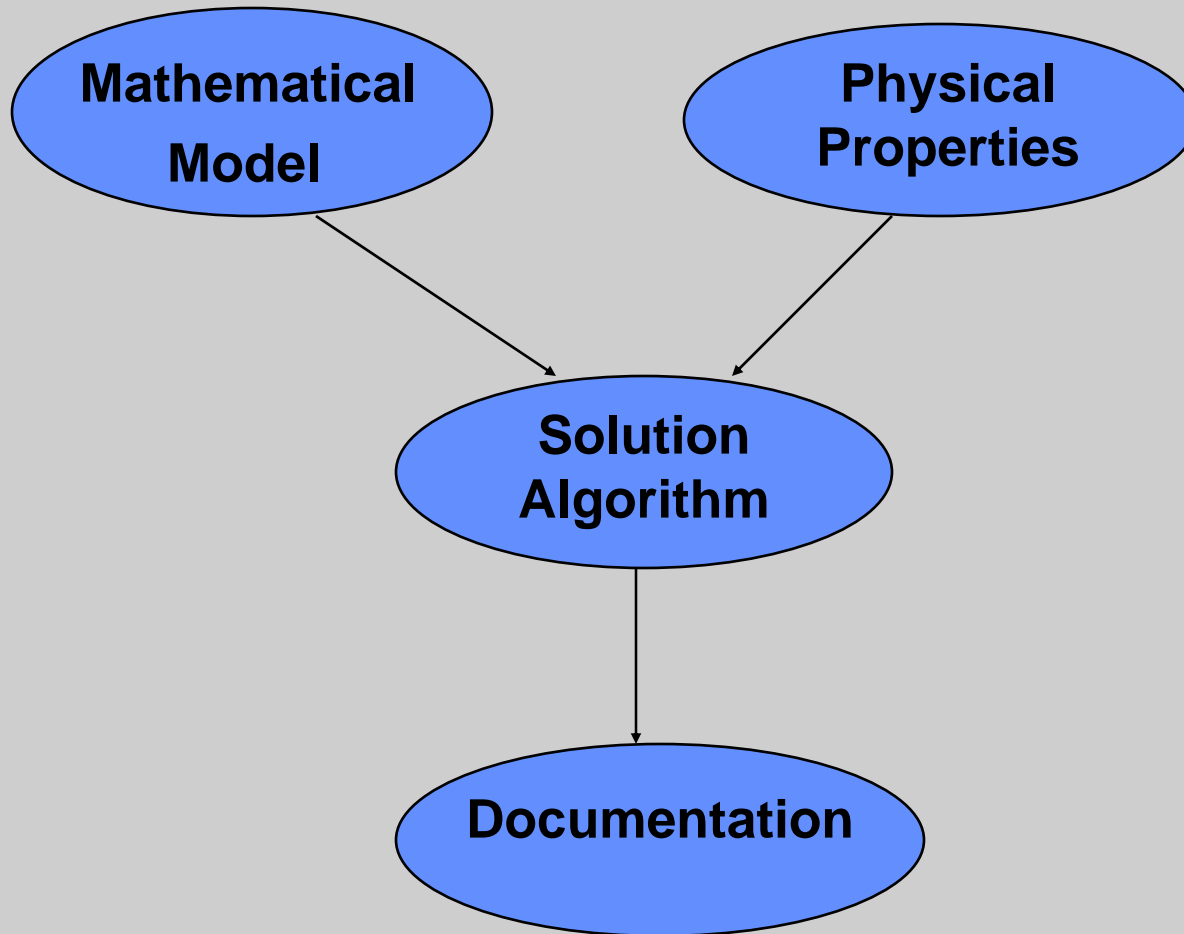 Mathematical
Model
Physical
Properties
Solution
Algorithm
Documentation